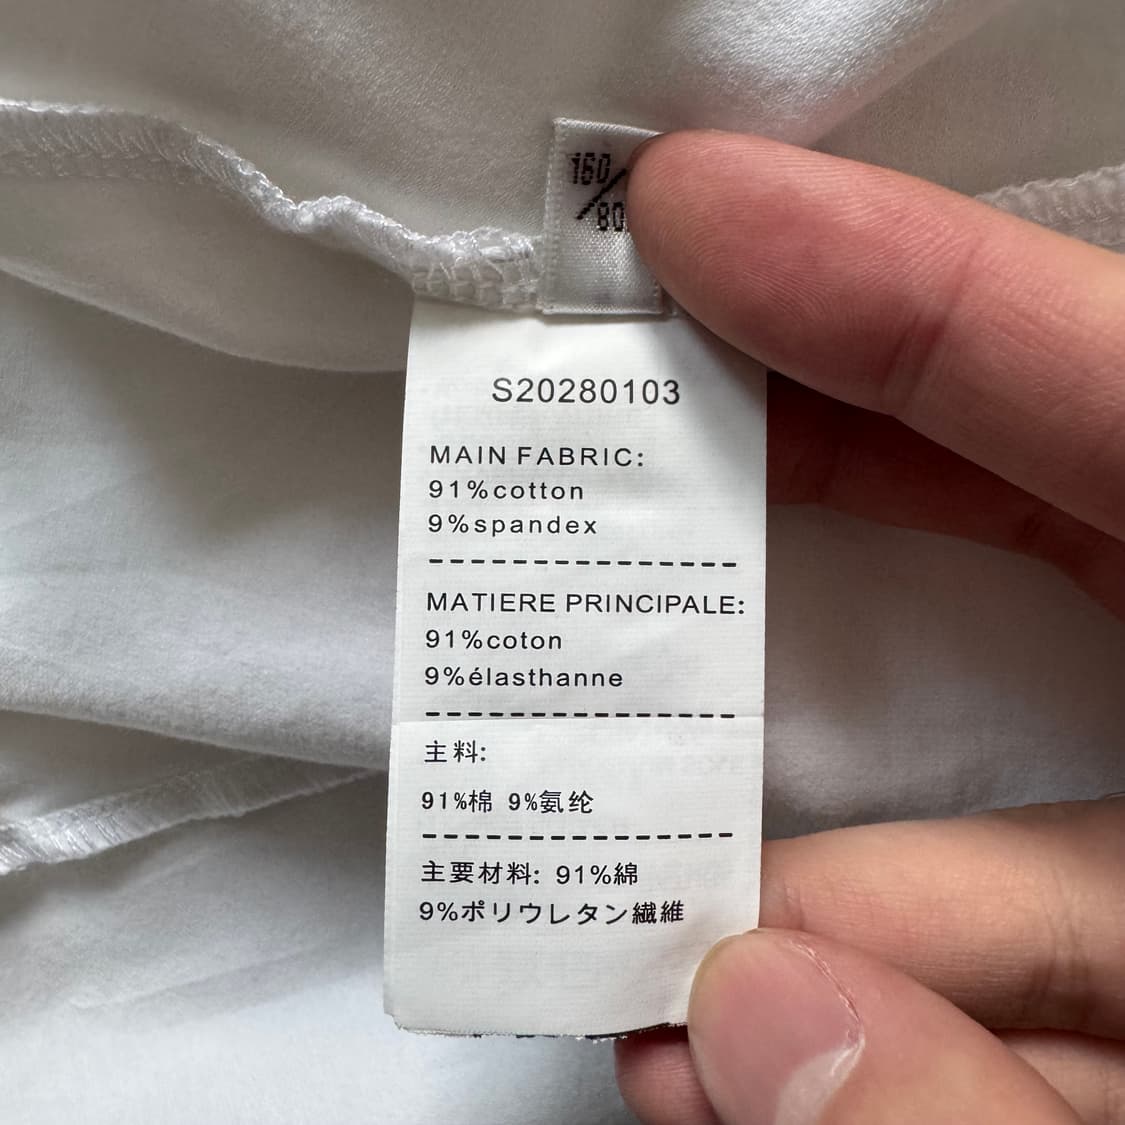 160/80
S20280103
MAIN FABRIC:
91%cotton
9%spandex
MATIERE PRINCIPALE:
91%coton
9%élasthanne
主料:
91%棉 9%氨纶
主要材料: 91%綿
9%ポリウレタン繊維